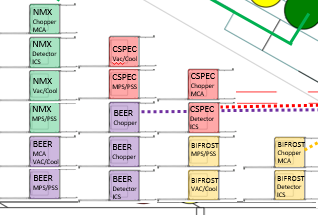 NMX
Chopper
MCA
NMX
Detector
ICS
NMX
Vac/Cool
NMX
MPS/PSS
BEER
MCA
VAC/Cool
BEER
MPS/PSS
CSPEC
Vac/Cool
CSPEC
MPS/PSS
BEER
Chopper
BEER
Chopper
BEER
Detector
ICS
CSPEC
Chopper
MCA
CSPEC
Detector
ICS
BIFROST
MPS/PSS
BIFROST
VAC/Cool
BIFROST
Chopper
MCA
BIFROST
Detector
ICS